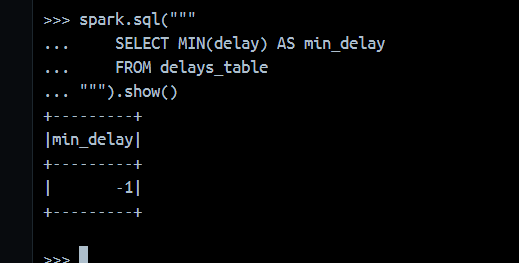 >>> spark.sql("""
...     SELECT MIN(delay) AS min_delay
...     FROM delays_table
... """).show()
+---------+
|min_delay|
+---------+
|       -1|
+---------+
>>>